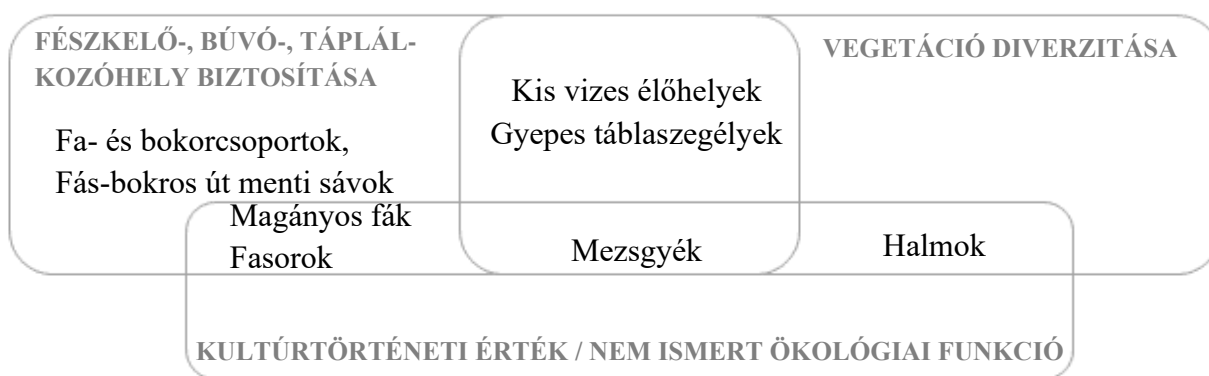 FÉSZKELŐ-, BÚVÓ-, TÁPLÁL-
KOZÓHELY BIZTOSÍTÁSA
Fa- és bokorcsoportok,
Fás-bokros út menti sávok
Magányos fák
Fasorok
Kis vizes élőhelyek
Gyepes táblaszegélyek
Mezsgyék
VEGETÁCIÓ DIVERZITÁSA
Halmok
KULTÚRTÖRTÉNETI ÉRTÉK / NEM ISMERT ÖKOLÓGIAI FUNKCIÓ